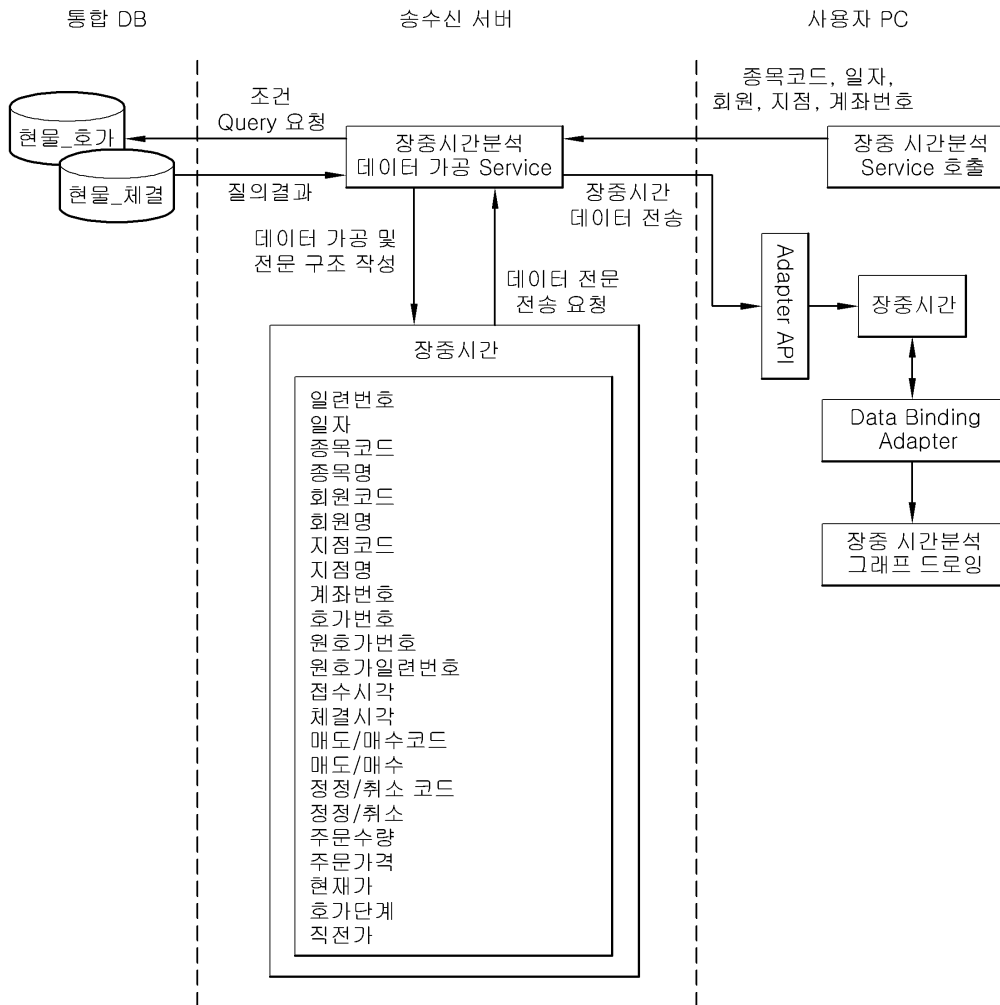 통합 DB
송수신 서버
사용자 PC
종목코드, 일자,
회원, 지점, 계좌번호
조건
Query 요청
현물_호가
장중시간분석
데이터 가공 Service
장중 시간분석
Service 호출
현물_체결
질의결과
장중시간
데이터 전송
데이터 가공 및
전문 구조 작성
데이터 전문
전송 요청
Adapter API
장중시간
장중시간
일련번호
일자
종목코드
종목명
회원코드
회원명
지점코드
지점명
계좌번호
호가번호
원호가번호
원호가일련번호
접수시각
체결시각
매도/매수코드
매도/매수
정정/취소 코드
정정/취소
주문수량
주문가격
현재가
호가단계
직전가
Data Binding
Adapter
장중 시간분석
그래프 드로잉